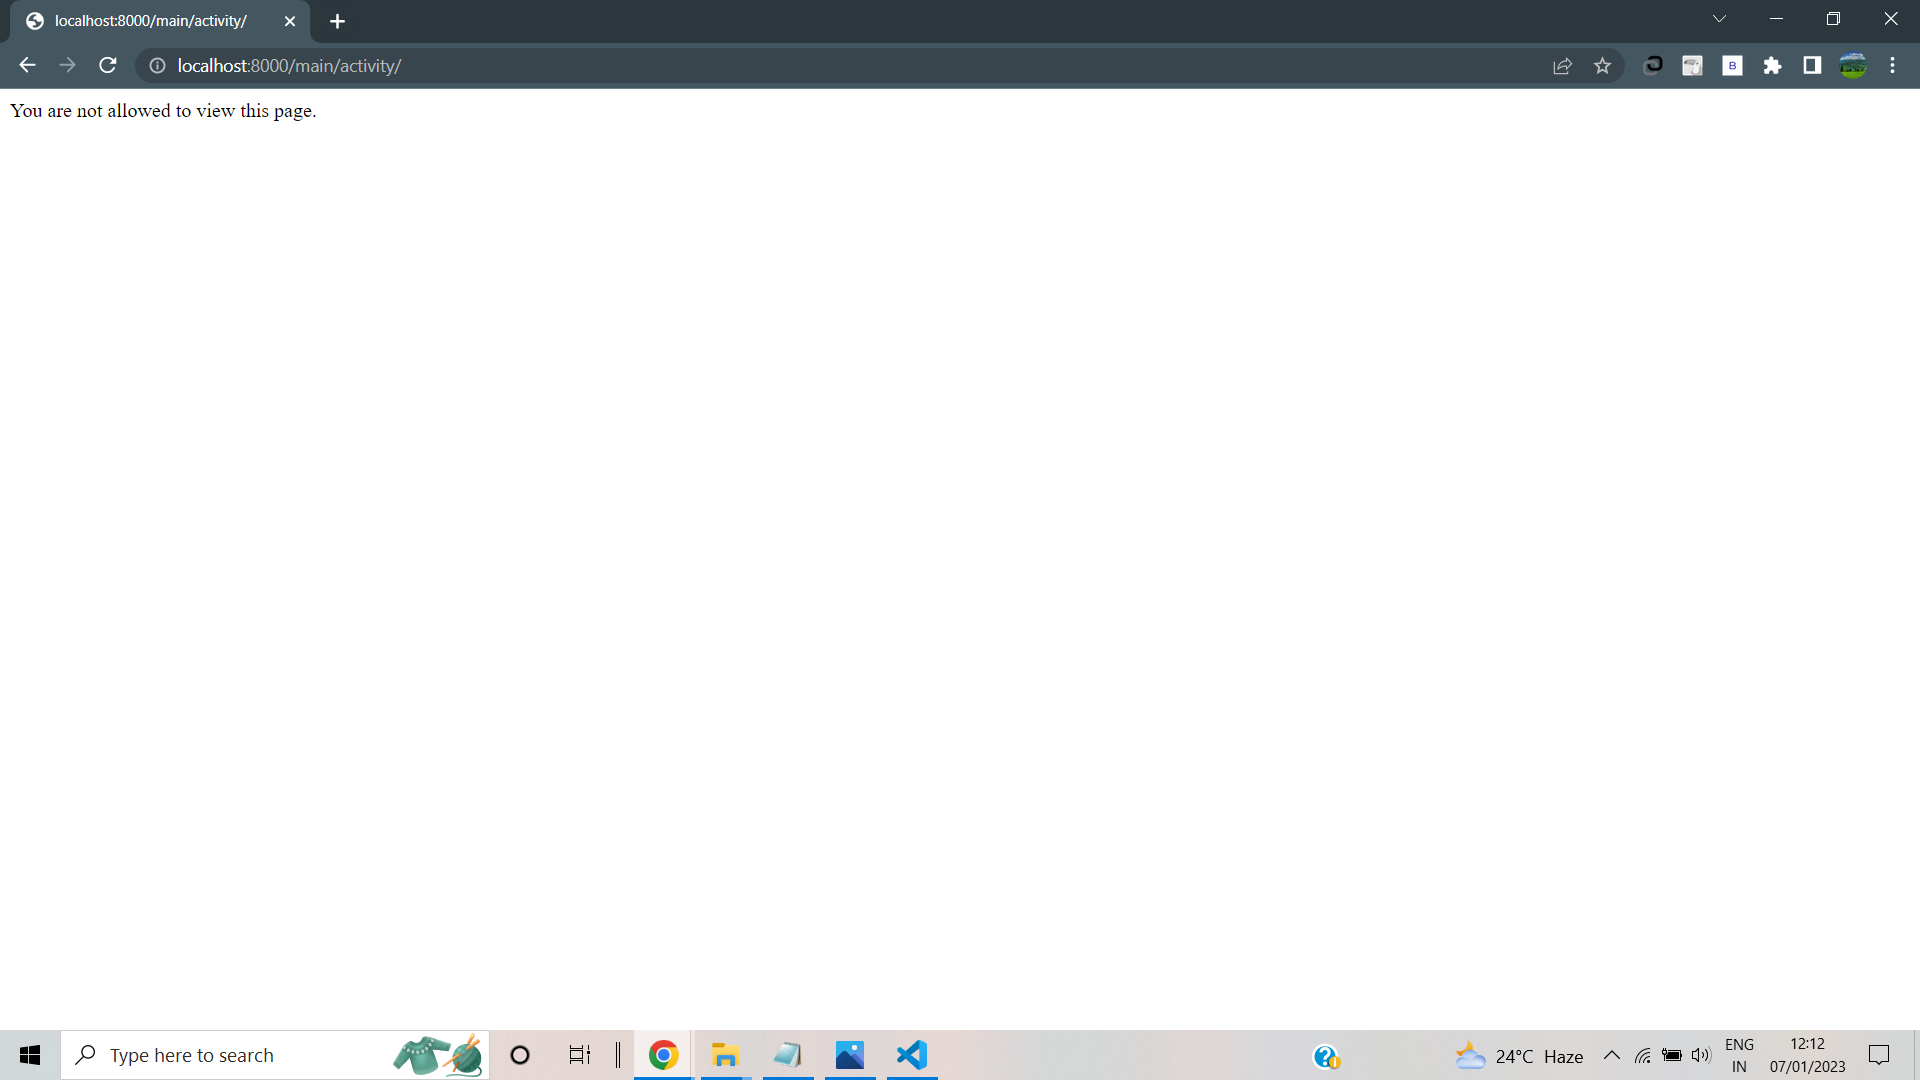 localhost:8000/main/activity/
localhost:8000/main/activity/
B
You are not allowed to view this page.
Type here to search
24°C Haze
ENG
IN
12:12
07/01/2023